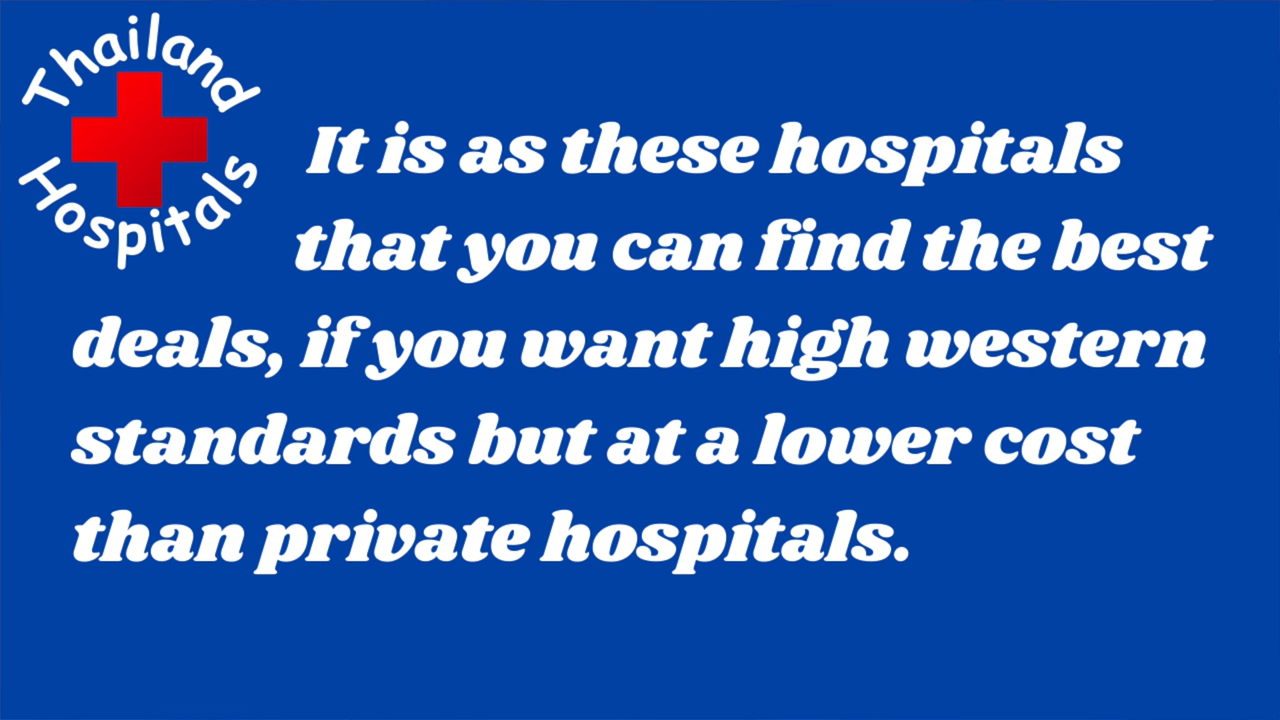 Thailand
Hospitals
It is as these hospitals
that you can find the best
deals, if you want high western
standards but at a lower cost
than private hospitals.